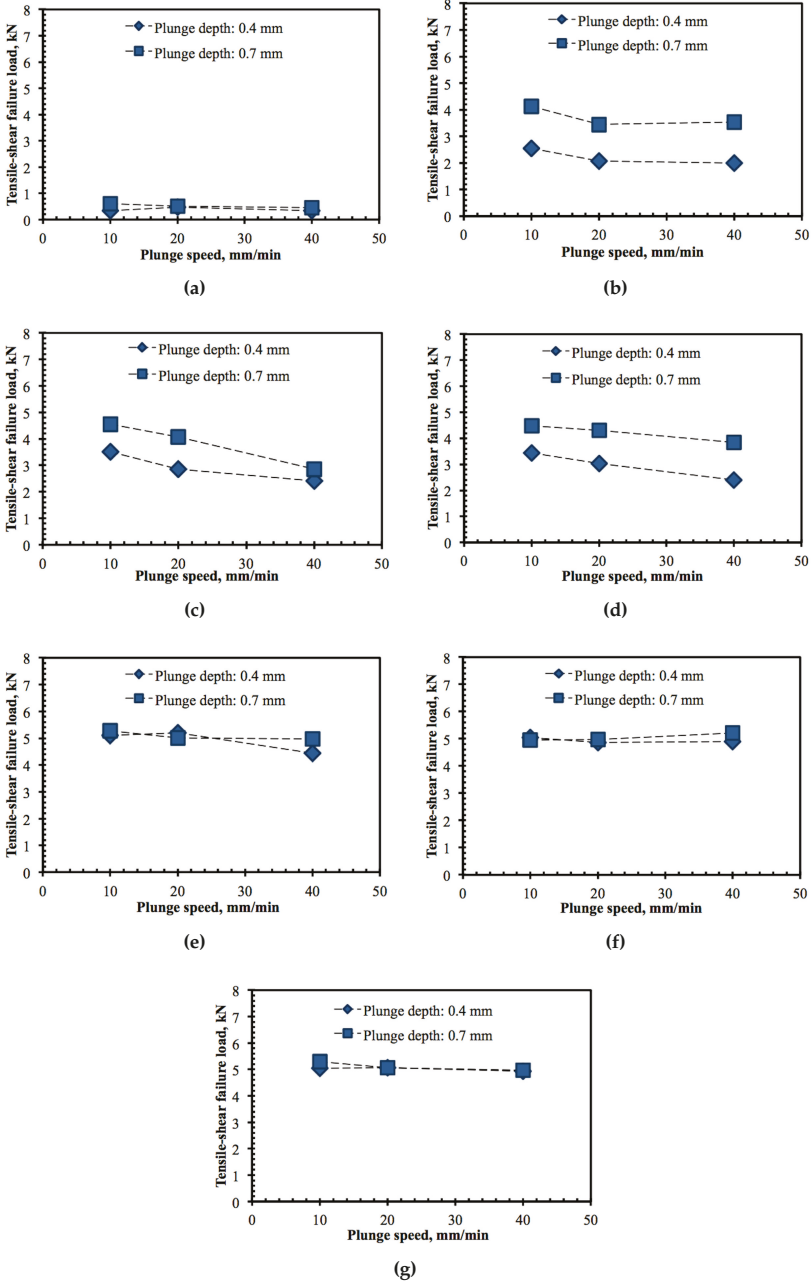 8
7
6
5
4
3
2
1
0
Tensile-shear failure load, kN
Plunge depth: 0.4 mm
Plunge depth: 0.7 mm
0 10 20 30 40 50
Plunge speed, mm/min
(a)
8
7
6
5
4
3
2
1
0
Tensile-shear failure load, kN
Plunge depth: 0.4 mm
Plunge depth: 0.7 mm
0 10 20 30 40 50
Plunge speed, mm/min
(b)
8
7
6
5
4
3
2
1
0
Tensile-shear failure load, kN
Plunge depth: 0.4 mm
Plunge depth: 0.7 mm
0 10 20 30 40 50
Plunge speed, mm/min
(c)
8
7
6
5
4
3
2
1
0
Tensile-shear failure load, kN
Plunge depth: 0.4 mm
Plunge depth: 0.7 mm
0 10 20 30 40 50
Plunge speed, mm/min
(d)
8
7
6
5
4
3
2
1
0
Tensile-shear failure load, kN
Plunge depth: 0.4 mm
Plunge depth: 0.7 mm
0 10 20 30 40 50
Plunge speed, mm/min
(e)
8
7
6
5
4
3
2
1
0
Tensile-shear failure load, kN
Plunge depth: 0.4 mm
Plunge depth: 0.7 mm
0 10 20 30 40 50
Plunge speed, mm/min
(f)
8
7
6
5
4
3
2
1
0
Tensile-shear failure load, kN
Plunge depth: 0.4 mm
Plunge depth: 0.7 mm
0 10 20 30 40 50
Plunge speed, mm/min
(g)